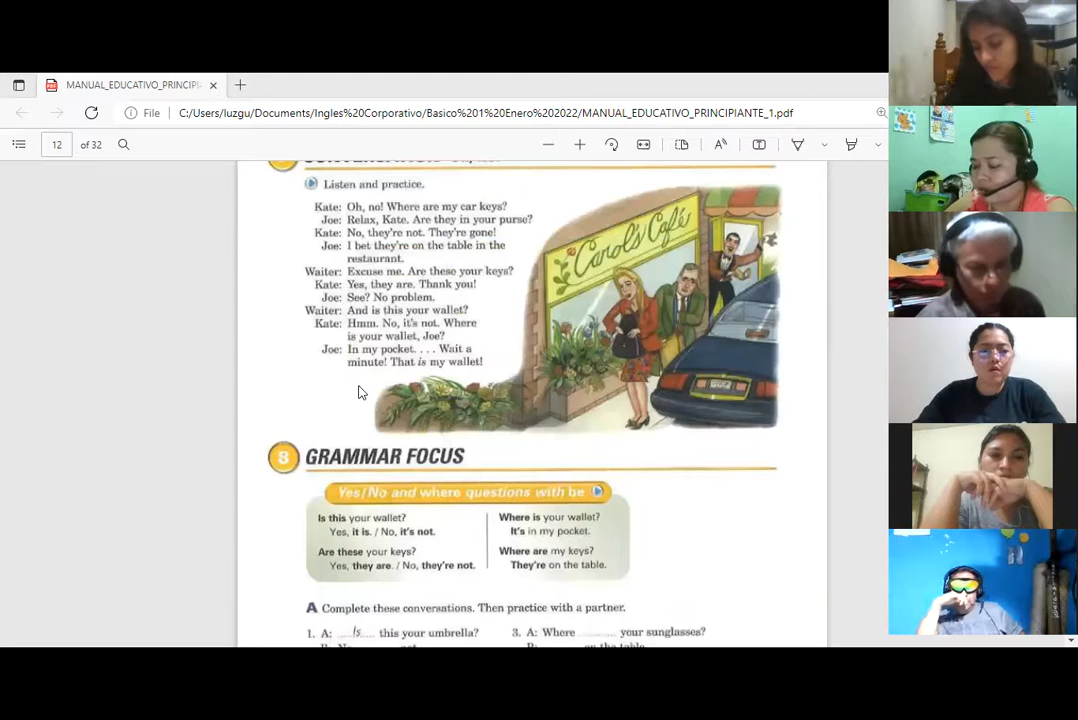 MANUAL_EDUCATIVO_PRINCIPI
File
C:/Users/luzgu/Documents/Ingles%20Corporativo/Basico%201%20Enero%202022/MANUAL_EDUCATIVO_PRINCIPIANTE_1.pdf
12 of 32
Listen and practice.
Kate: Oh, no! Where are my car keys?
Joe: Relax, Kate. Are they in your purse?
Kate: No, they're not. They're gone!
Joe: I bet they're on the table in the
restaurant.
Waiter: Excuse me. Are these your keys?
Kate: Yes, they are. Thank you!
Joe: See? No problem.
Waiter: And is this your wallet?
Kate: Hmm. No, it's not. Where
is your wallet, Joe?
Joe: In my pocket. . . . Wait a
minute! That is my wallet!
Carol's Café
8 GRAMMAR FOCUS
Yes/No and where questions with be
Is this your wallet?
Yes, it is. / No, it's not.
Are these your keys?
Yes, they are. / No, they're not.
Where is your wallet?
It's in my pocket.
Where are my keys?
They're on the table.
A Complete these conversations. Then practice with a partner.
1. A: Is this your umbrella?
3. A: Where ........ your sunglasses?